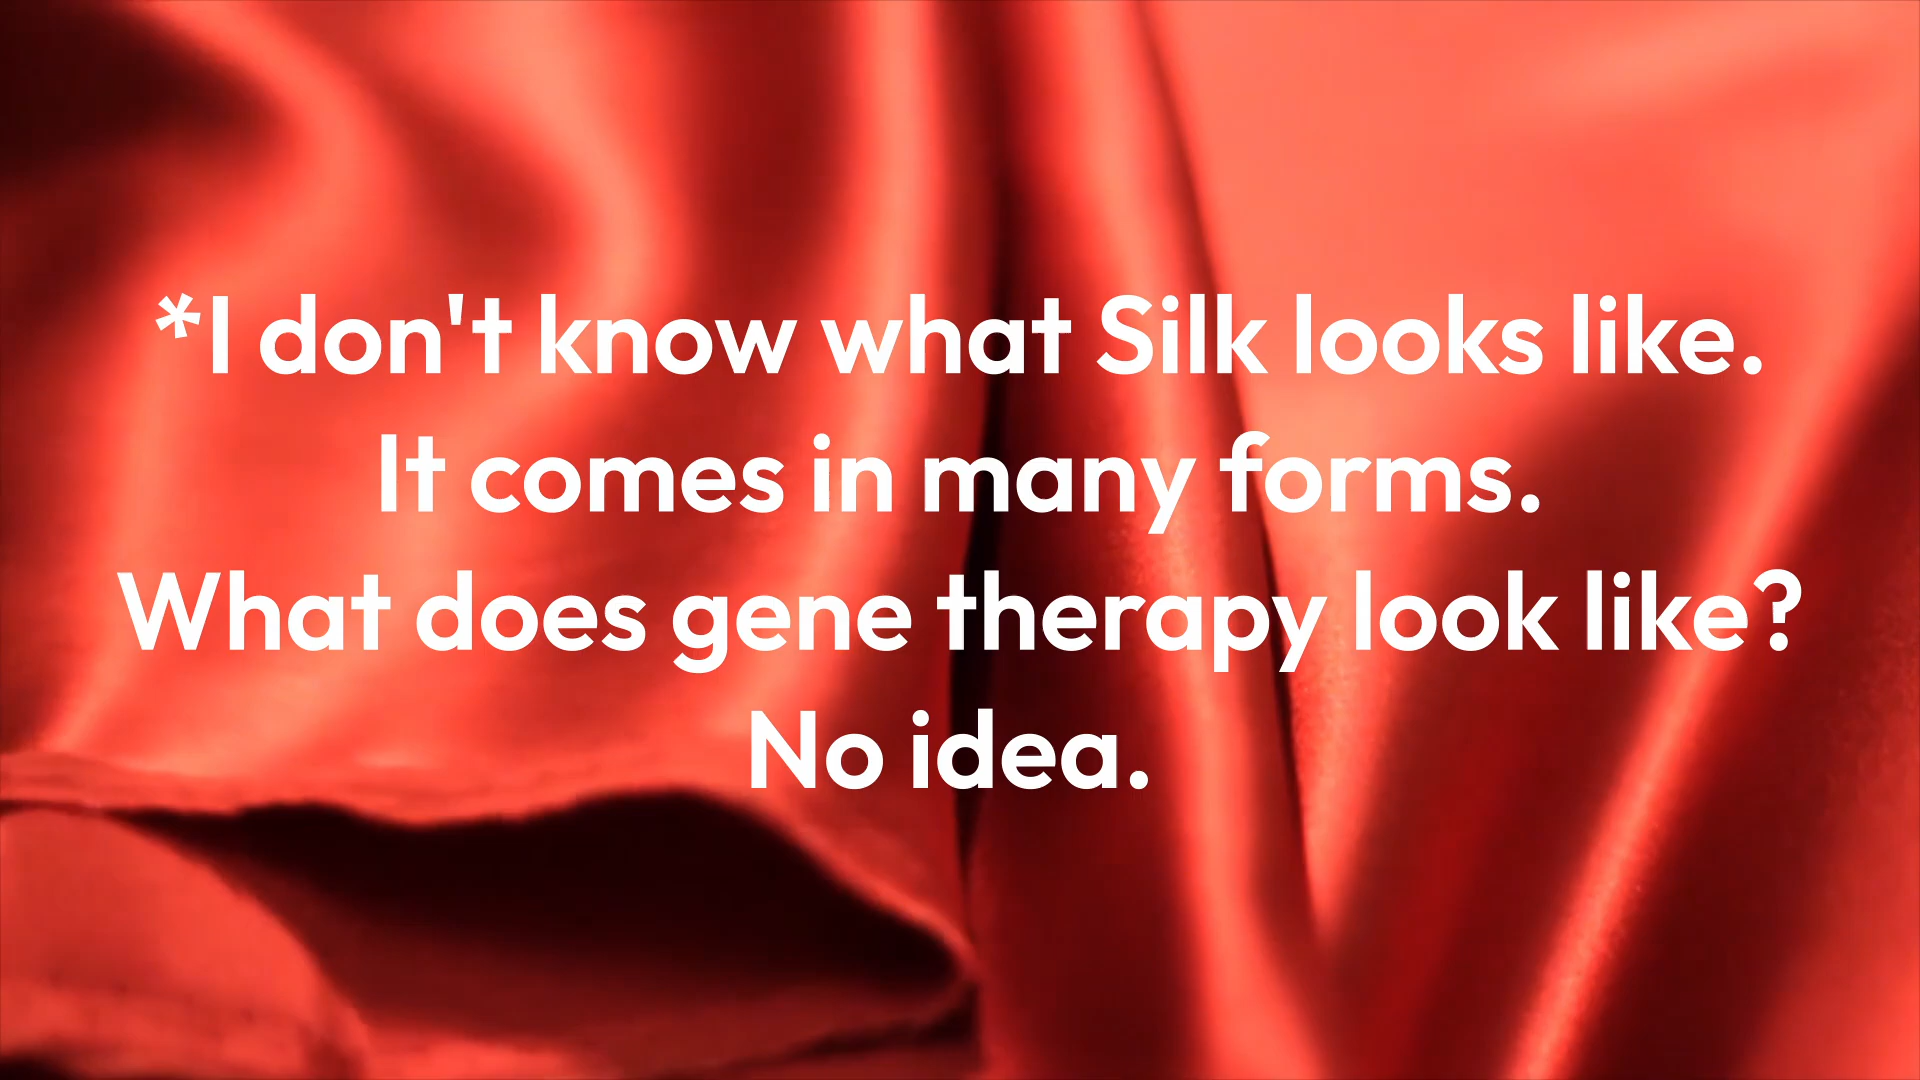 *I don't know what Silk looks like.
It comes in many forms.
What does gene therapy look like?
No idea.